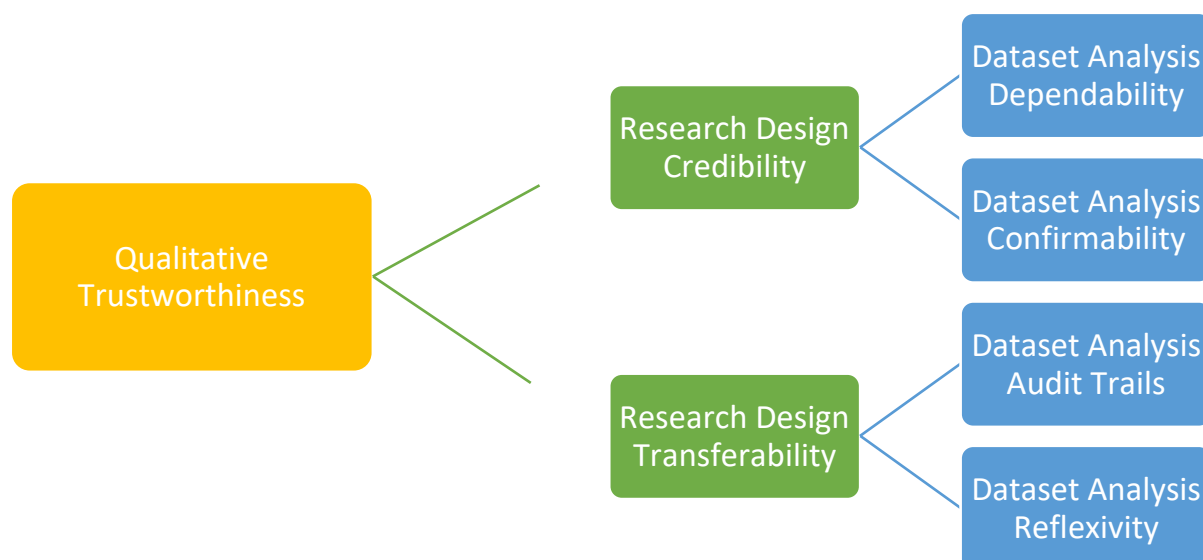 Qualitative
Trustworthiness
Research Design
Credibility
Research Design
Transferability
Dataset Analysis
Dependability
Dataset Analysis
Confirmability
Dataset Analysis
Audit Trails
Dataset Analysis
Reflexivity